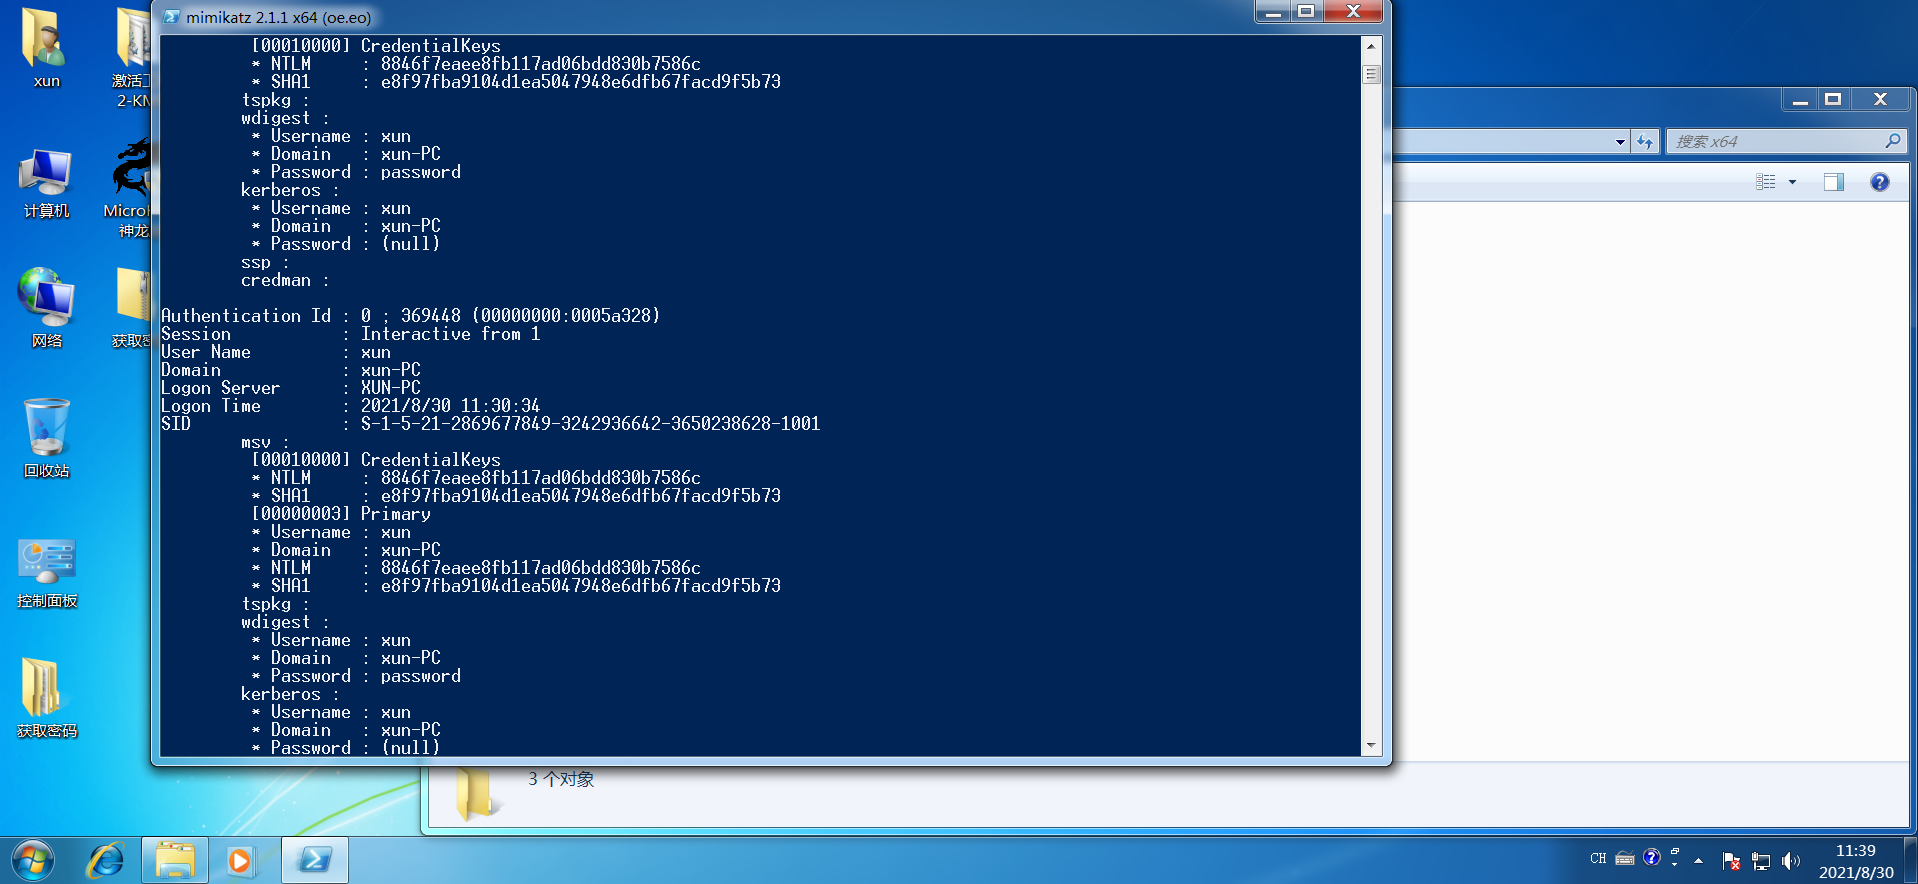 mimikatz 2.1.1 x64 (oe.eo)
[00010000] CredentialKeys
* NTLM : 8846f7eaee8fb117ad06bdd830b7586c
* SHA1 : e8f97fba9104d1ea5047948e6dfb67facd9f5b73
tspkg :
wdigest :
* Username : xun
* Domain : xun-PC
* Password : password
kerberos :
* Username : xun
* Domain : xun-PC
* Password : (null)
ssp :
credman :
Authentication Id : 0 ; 369448 (00000000:0005a328)
Session : Interactive from 1
User Name : xun
Domain : xun-PC
Logon Server : XUN-PC
Logon Time : 2021/8/30 11:30:34
SID : S-1-5-21-2869677849-3242936642-3650238628-1001
msv :
[00010000] CredentialKeys
* NTLM : 8846f7eaee8fb117ad06bdd830b7586c
* SHA1 : e8f97fba9104d1ea5047948e6dfb67facd9f5b73
[00000003] Primary
* Username : xun
* Domain : xun-PC
* NTLM : 8846f7eaee8fb117ad06bdd830b7586c
* SHA1 : e8f97fba9104d1ea5047948e6dfb67facd9f5b73
tspkg :
wdigest :
* Username : xun
* Domain : xun-PC
* Password : password
kerberos :
* Username : xun
* Domain : xun-PC
* Password : (null)
xun
激活工
2-KM
计算机
Micro
神龙
网络
获取密
回收站
控制面板
获取密码
搜索 x64
3 个对象
CH
11:39
2021/8/30